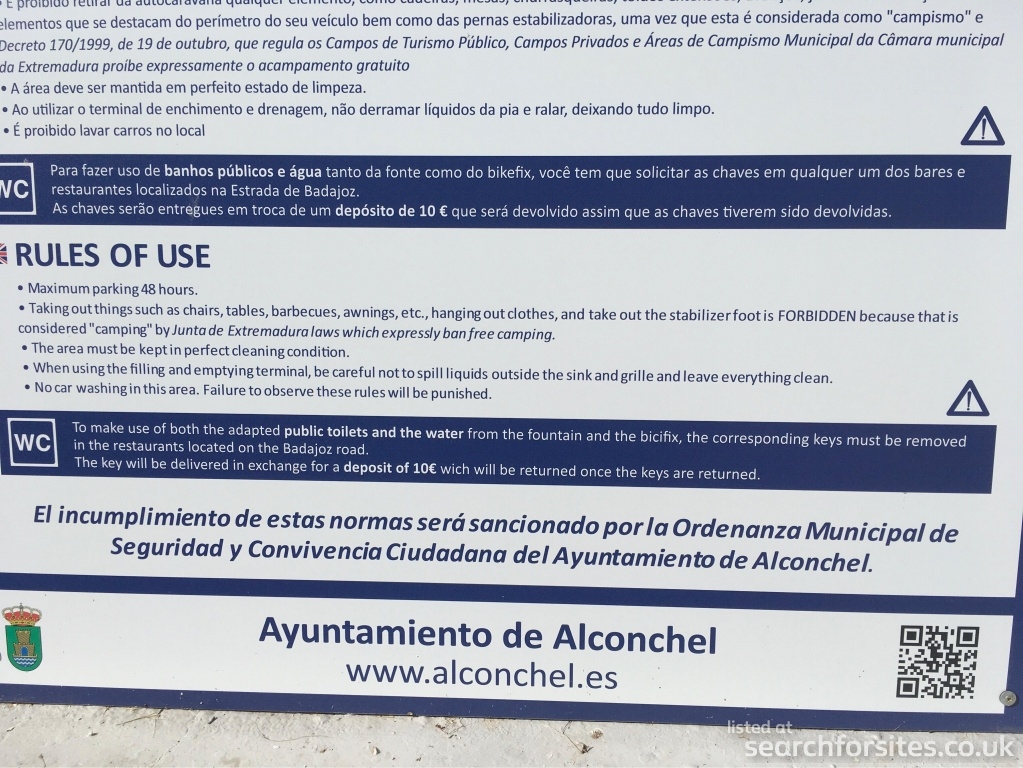 • É proibido retirar da autocaravana qualquer elemento, como cadeiras, mesas,
elementos que se destacam do perímetro do seu veículo bem como das pernas estabilizadoras, uma vez que esta é considerada como "campismo" e
Decreto 170/1999, de 19 de outubro, que regula os Campos de Turismo Público, Campos Privados e Áreas de Campismo Municipal da Câmara municipal
da Extremadura proíbe expressamente o acampamento gratuito
• A área deve ser mantida em perfeito estado de limpeza.
• Ao utilizar o terminal de enchimento e drenagem, não derramar líquidos da pia e ralar, deixando tudo limpo.
• É proibido lavar carros no local
WC
Para fazer uso de banhos públicos e água tanto da fonte como do bikefix, você tem que solicitar as chaves em qualquer um dos bares e
restaurantes localizados na Estrada de Badajoz.
As chaves serão entregues em troca de um depósito de 10 € que será devolvido assim que as chaves tiverem sido devolvidas.
RULES OF USE
• Maximum parking 48 hours.
• Taking out things such as chairs, tables, barbecues, awnings, etc., hanging out clothes, and take out the stabilizer foot is FORBIDDEN because that is
considered "camping" by Junta de Extremadura laws which expressly ban free camping.
• The area must be kept in perfect cleaning condition.
• When using the filling and emptying terminal, be careful not to spill liquids outside the sink and grille and leave everything clean.
• No car washing in this area. Failure to observe these rules will be punished.
WC
To make use of both the adapted public toilets and the water from the fountain and the bicifix, the corresponding keys must be removed
in the restaurants located on the Badajoz road.
The key will be delivered in exchange for a deposit of 10€ wich will be returned once the keys are returned.
El incumplimiento de estas normas será sancionado por la Ordenanza Municipal de
Seguridad y Convivencia Ciudadana del Ayuntamiento de Alconchel.
Ayuntamiento de Alconchel
www.alconchel.es
listed at
searchforsites.co.uk